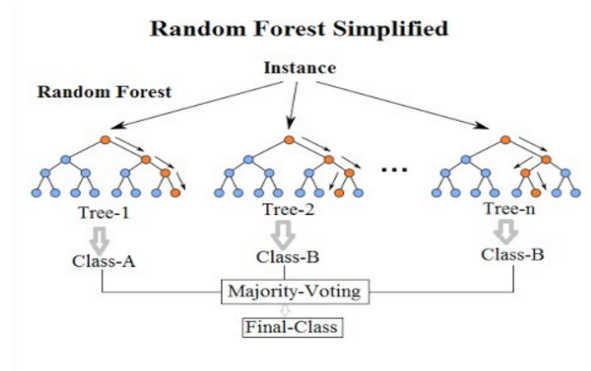 Random Forest Simplified
Instance
Random Forest
...
Tree-1
Tree-2
Tree-n
Class-A
Class-B
Class-B
Majority-Voting
Final-Class